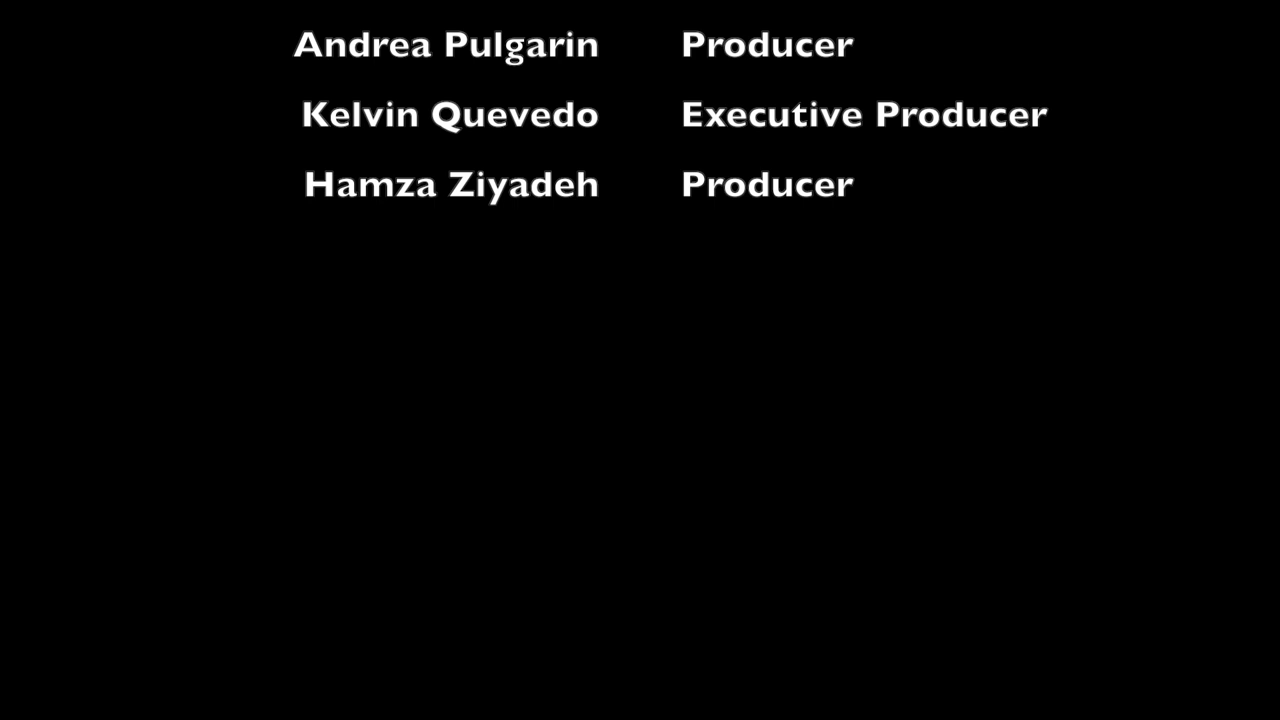 Andrea Pulgarin Producer
Kelvin Quevedo Executive Producer
Hamza Ziyadeh Producer